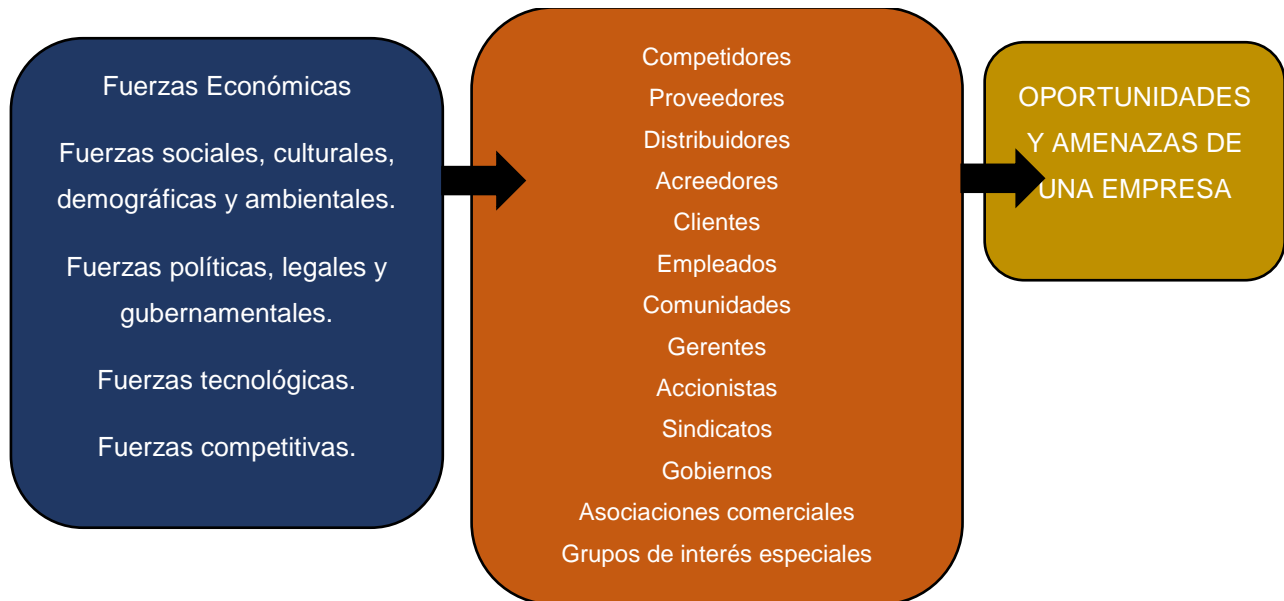 Fuerzas Económicas
Fuerzas sociales, culturales,
demográficas y ambientales.
Fuerzas políticas, legales y
gubernamentales.
Fuerzas tecnológicas.
Fuerzas competitivas.
Competidores
Proveedores
Distribuidores
Acreedores
Clientes
Empleados
Comunidades
Gerentes
Accionistas
Sindicatos
Gobiernos
Asociaciones comerciales
Grupos de interés especiales
OPORTUNIDADES
Y AMENAZAS DE
UNA EMPRESA